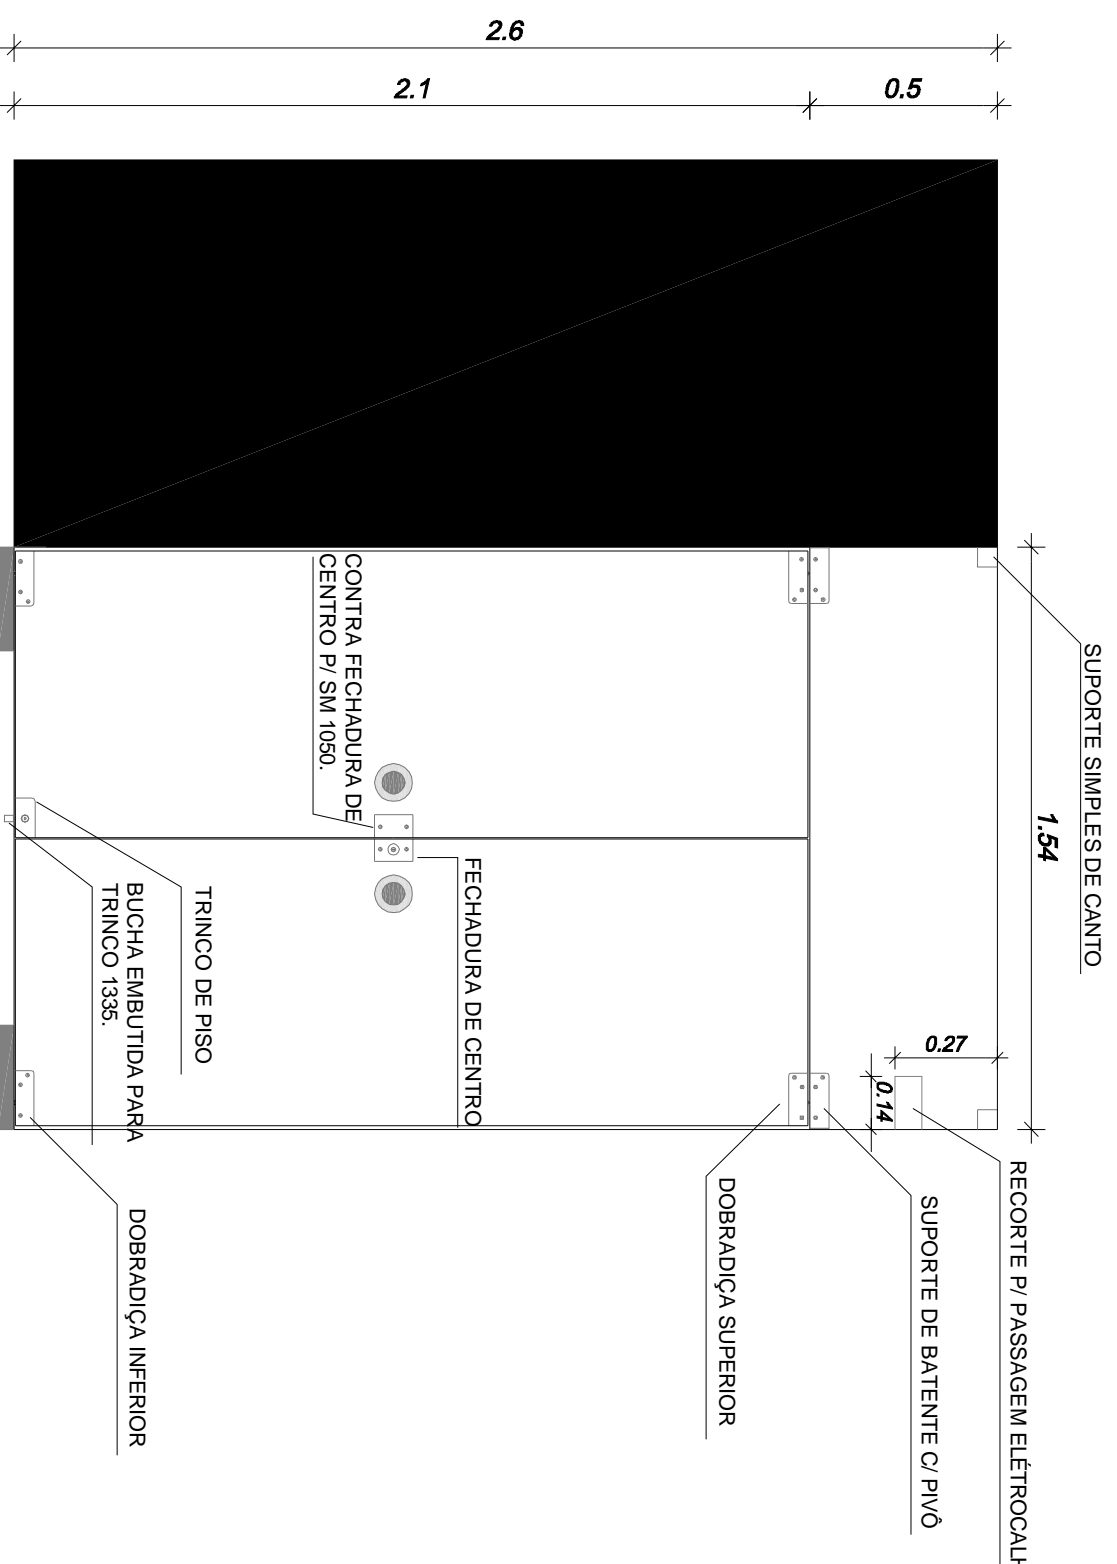 2.6
2.1
0.5
SUPORTE SIMPLES DE CANTO
1.54
CONTRA FECHADURA DE
CENTRO P/ SM 1050.
FECHADURA DE CENTRO
TRINCO DE PISO
BUCHA EMBUTIDA PARA
TRINCO 1335.
0.27
0.14
RECORTE P/ PASSAGEM
SUPORTE DE BATENTE C/ PIVÔ
DOBRADIÇA SUPERIOR
DOBRADIÇA INFERIOR